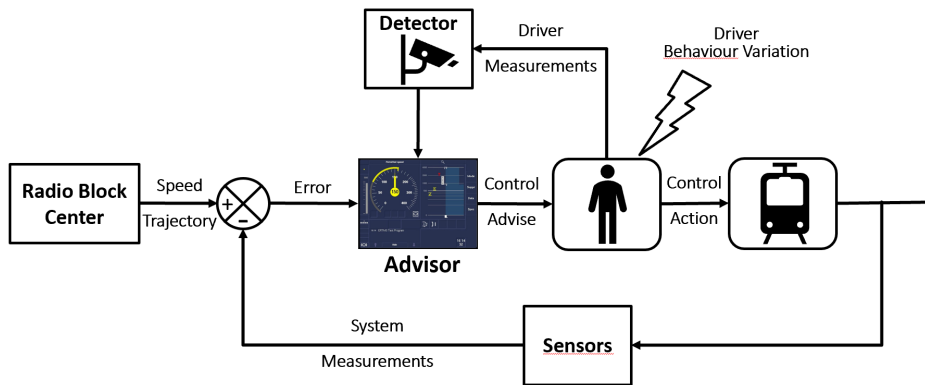 Detector
Driver
Measurements
Driver
Behaviour Variation
Radio Block
Center
Speed
Trajectory
+
-
Error
Control
Advise
Control
Action
Advisor
System
Measurements
Sensors